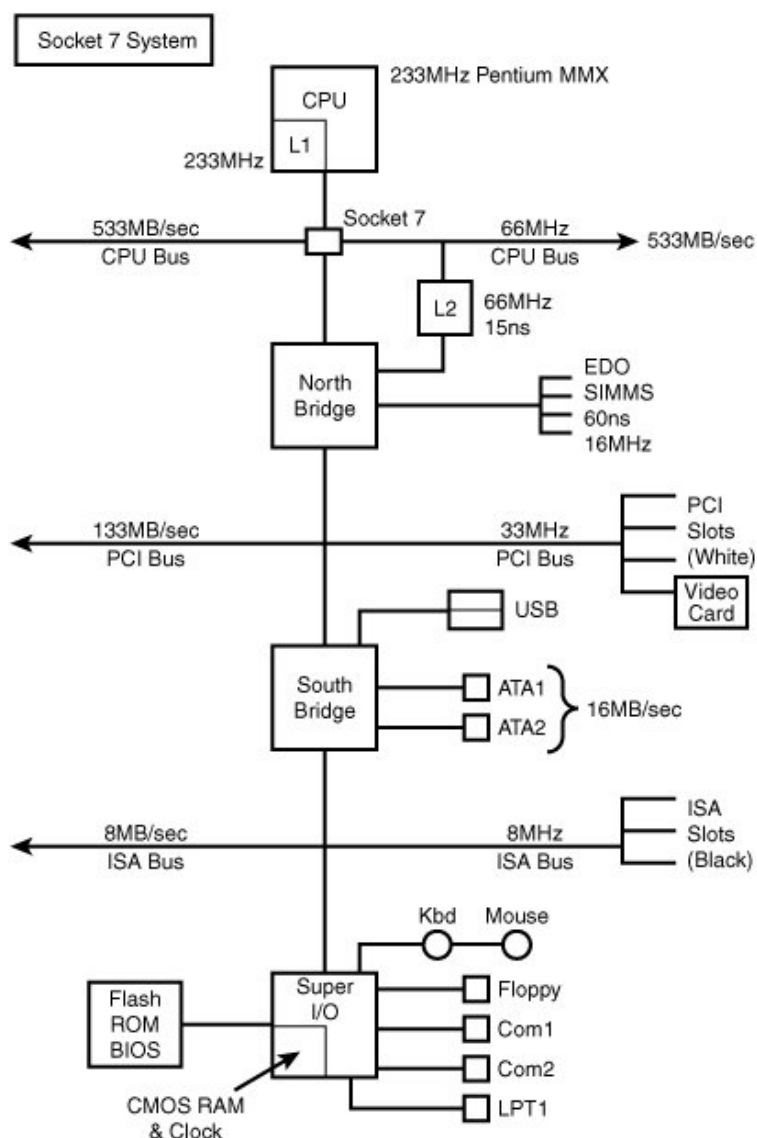 Socket 7 System
233MHz Pentium MMX
CPU
L1
233MHz
Socket 7
533MB/sec
CPU Bus
66MHz
CPU Bus
533MB/sec
L2
66MHz
15ns
North
Bridge
EDO
SIMMS
60ns
16MHz
133MB/sec
PCI Bus
33MHz
PCI Bus
PCI
Slots
(White)
Video
Card
USB
South
Bridge
ATA1
ATA2
16MB/sec
8MB/sec
ISA Bus
8MHz
ISA Bus
ISA
Slots
(Black)
Kbd
Mouse
Flash
ROM
BIOS
Super
I/O
Floppy
Com1
Com2
LPT1
CMOS RAM
& Clock